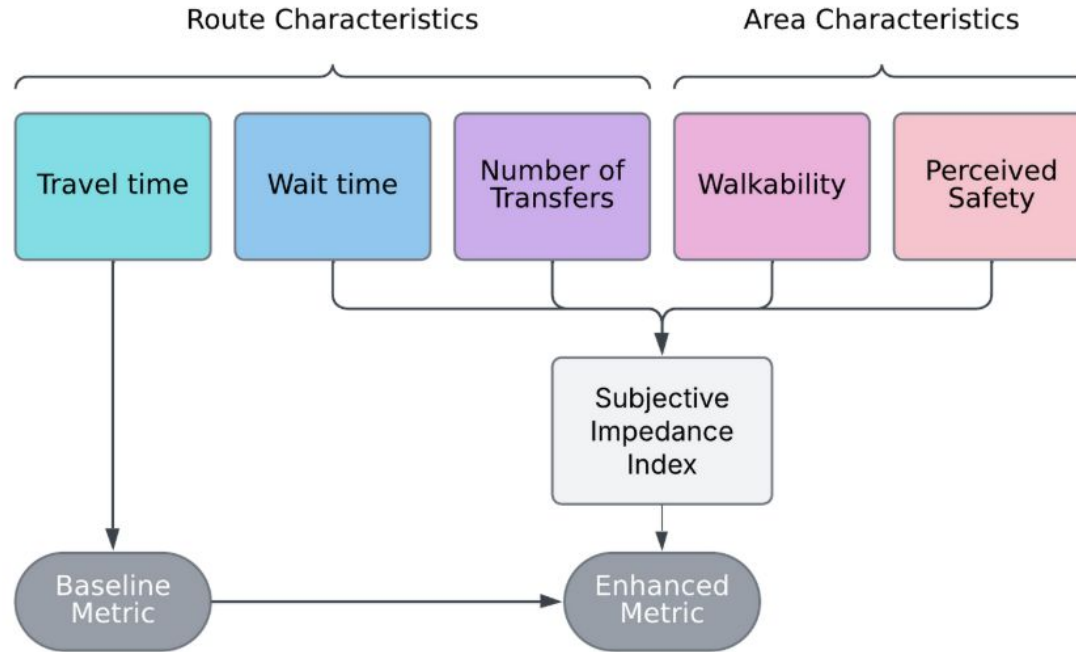 Route Characteristics
Area Characteristics
Travel time
Wait time
Number of
Transfers
Walkability
Perceived
Safety
Subjective
Impedance
Index
Baseline
Metric
Enhanced
Metric